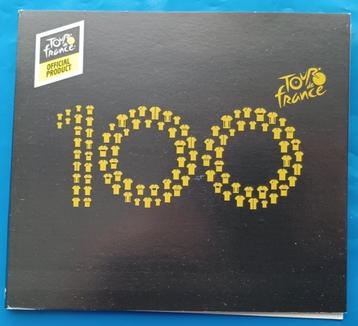 TOUR
DE
FRANCE
OFFICIAL
PRODUCT
100
TOUR
DE
FRANCE